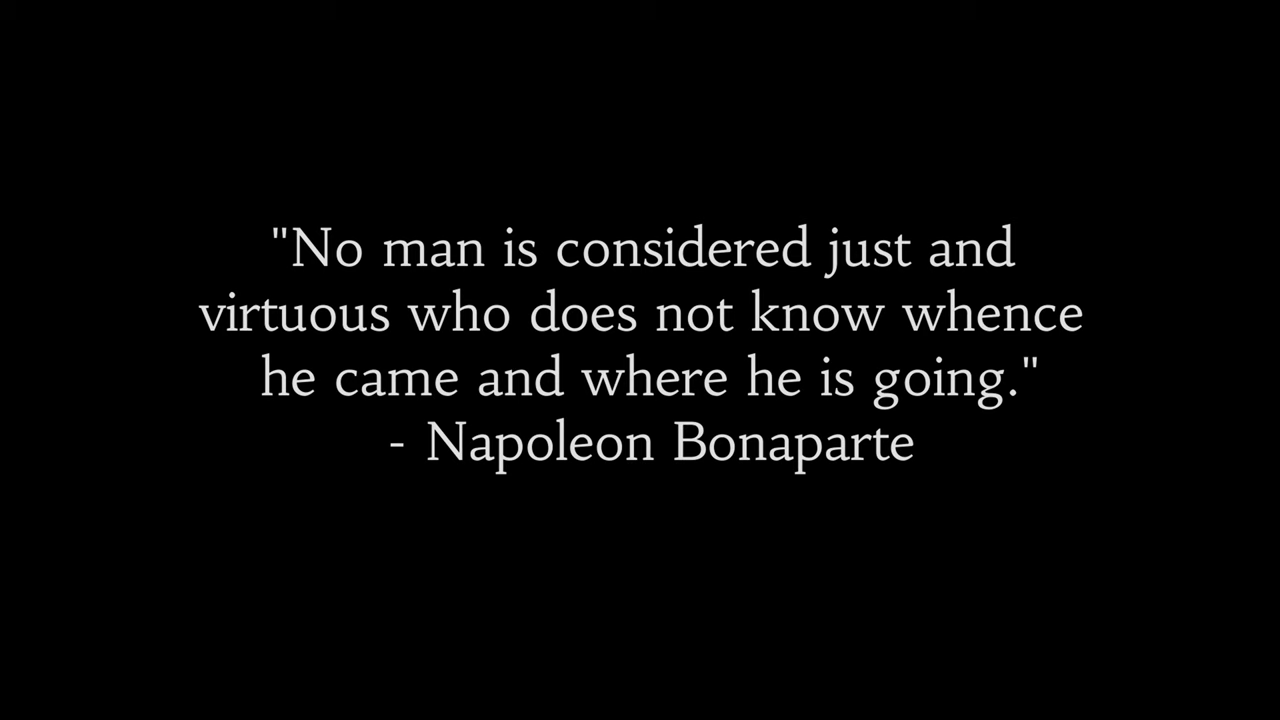 "No man is considered just and
virtuous who does not know whence
he came and where he is going."
- Napoleon Bonaparte